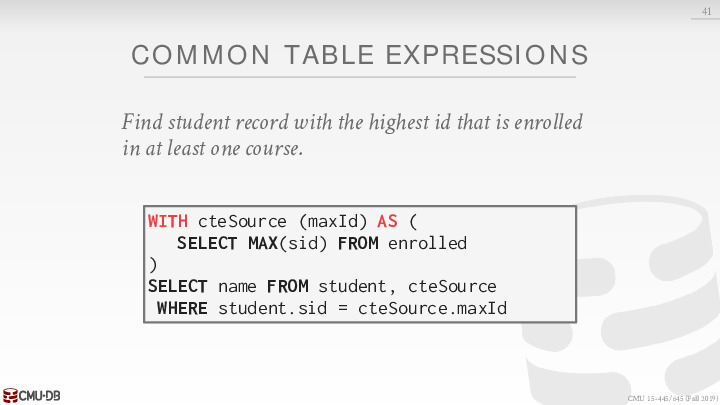 41
COMMON TABLE EXPRESSIONS
Find student record with the highest id that is enrolled
in at least one course.
WITH cteSource (maxId) AS (
SELECT MAX(sid) FROM enrolled
)
SELECT name FROM student, cteSource
WHERE student.sid = cteSource.maxId
CMU·DB
CMU 15-445/645 (Fall 2019)